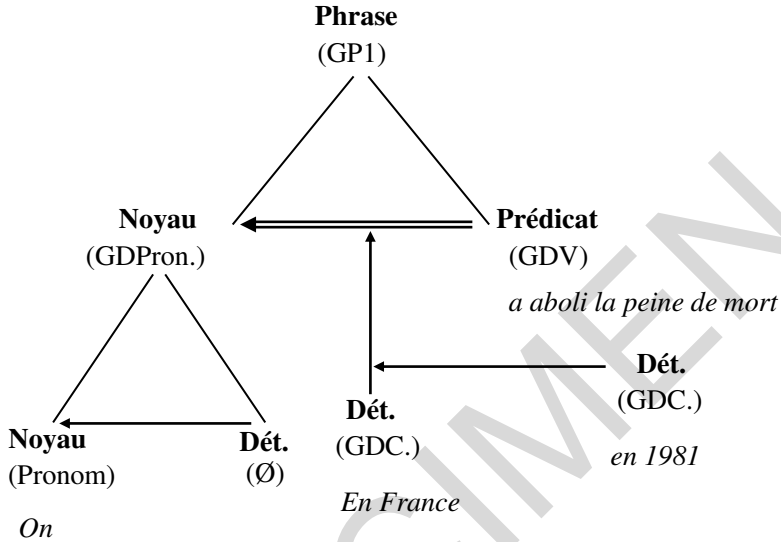 Phrase
(GP1)
Noyau
(GDPron.)
Prédicat
(GDV)
a aboli la peine de mort
Noyau
(Pronom)
On
Dét.
(Ø)
Dét.
(GDC.)
En France
Dét.
(GDC.)
en 1981
CIMEN